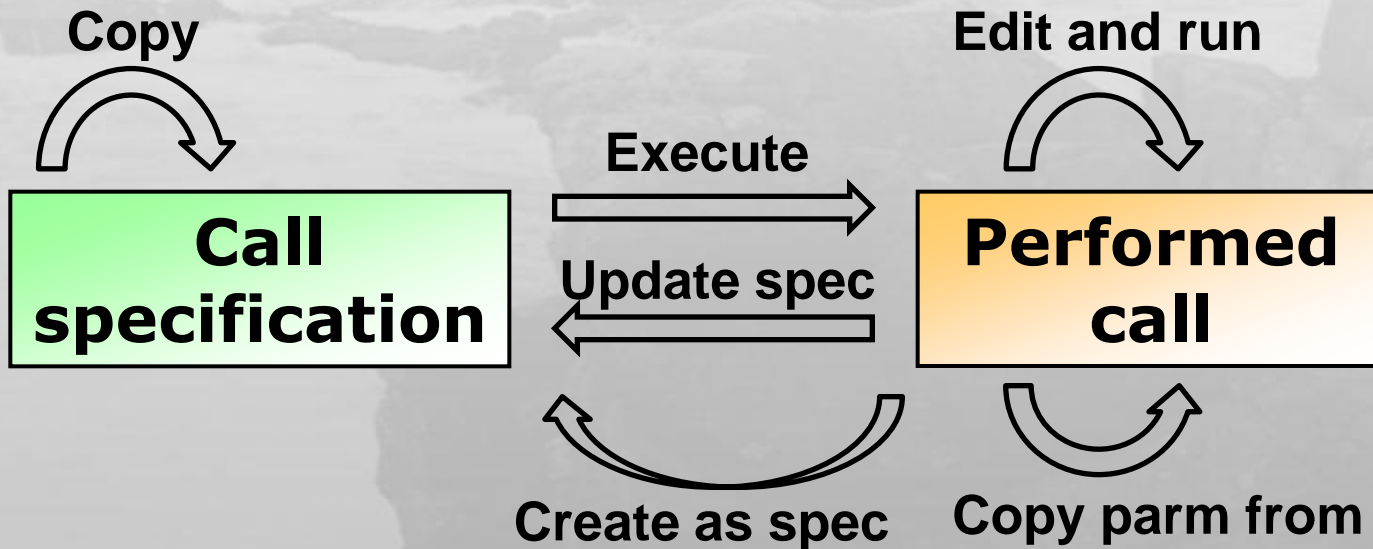 Copy
Edit and run
Execute
Call
specification
Update spec
Performed
call
Create as spec
Copy parm from